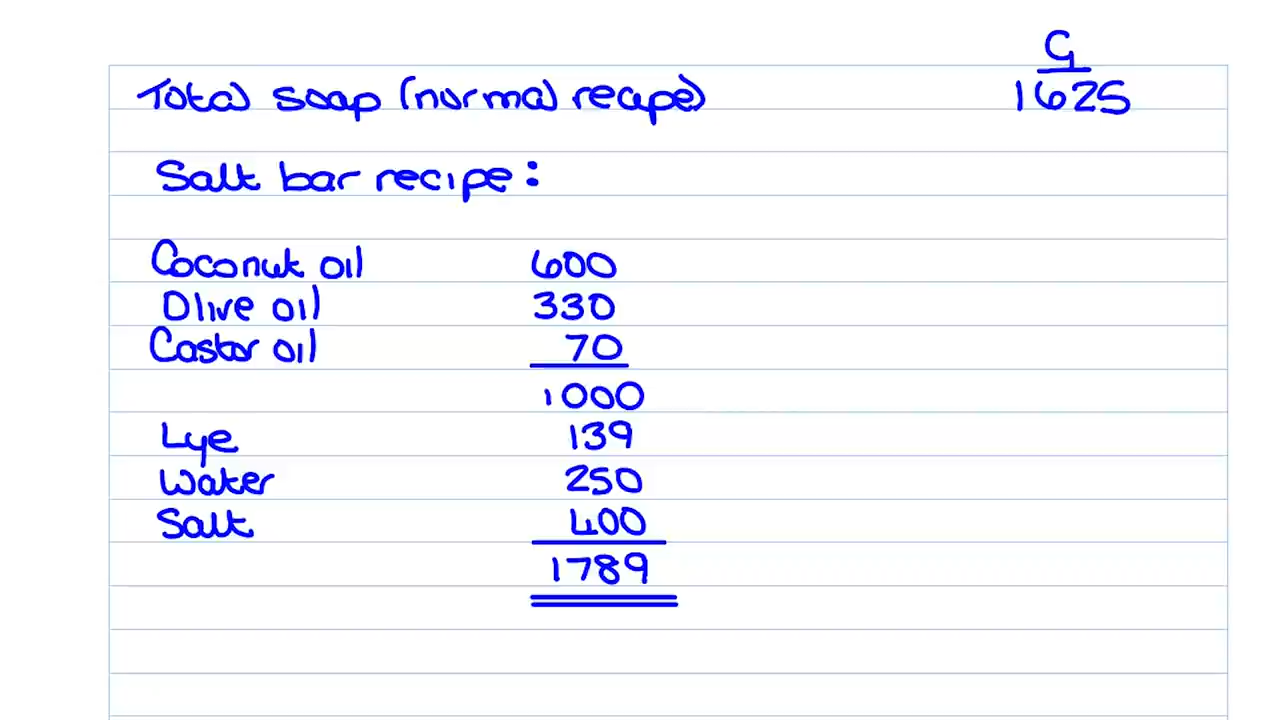 G
Total soap (normal recipe) 1625
Salt bar recipe:
Coconut oil 600
Olive oil 330
Castor oil 70
1000
Lye 139
Water 250
Salt 400
1789